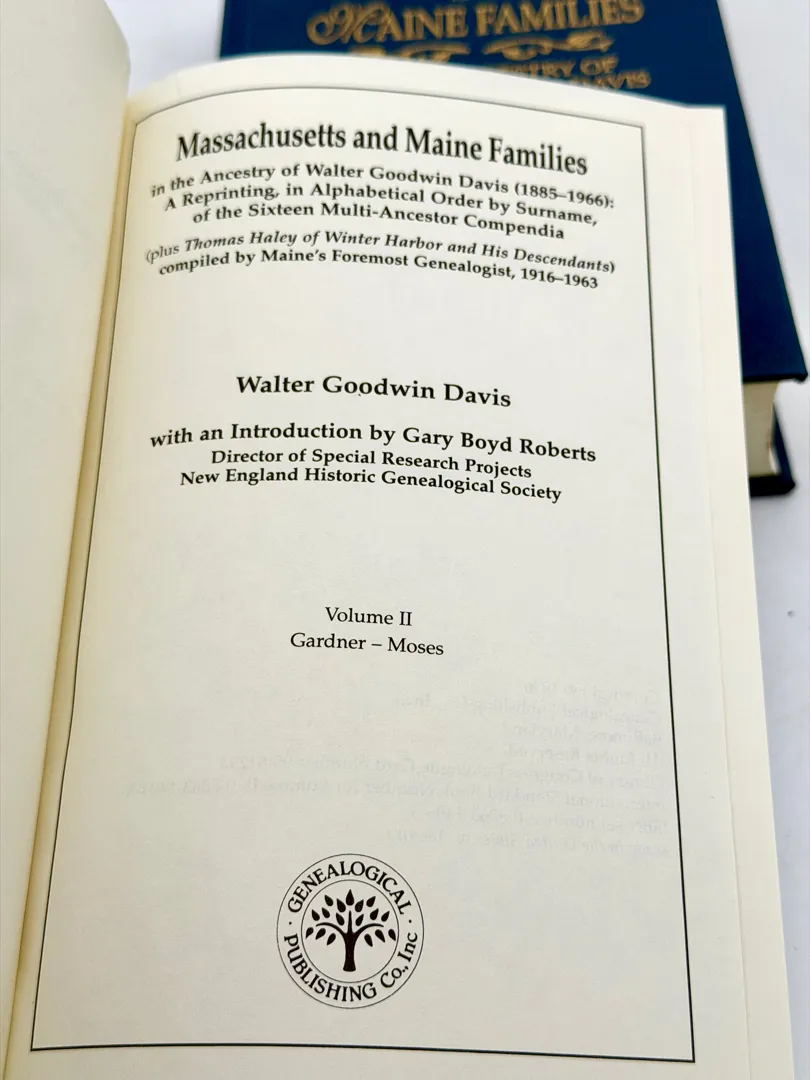 MAINE FAMILIES
Massachusetts and Maine Families
in the Ancestry of Walter Goodwin Davis (1885–1966):
A Reprinting, in Alphabetical Order by Surname,
of the Sixteen Multi-Ancestor Compendia
(plus Thomas Haley of Winter Harbor and His Descendants)
compiled by Maine's Foremost Genealogist, 1916–1963
Walter Goodwin Davis
with an Introduction by Gary Boyd Roberts
Director of Special Research Projects
New England Historic Genealogical Society
Volume II
Gardner – Moses
· GENEALOGICAL ·
PUBLISHING Co., Inc